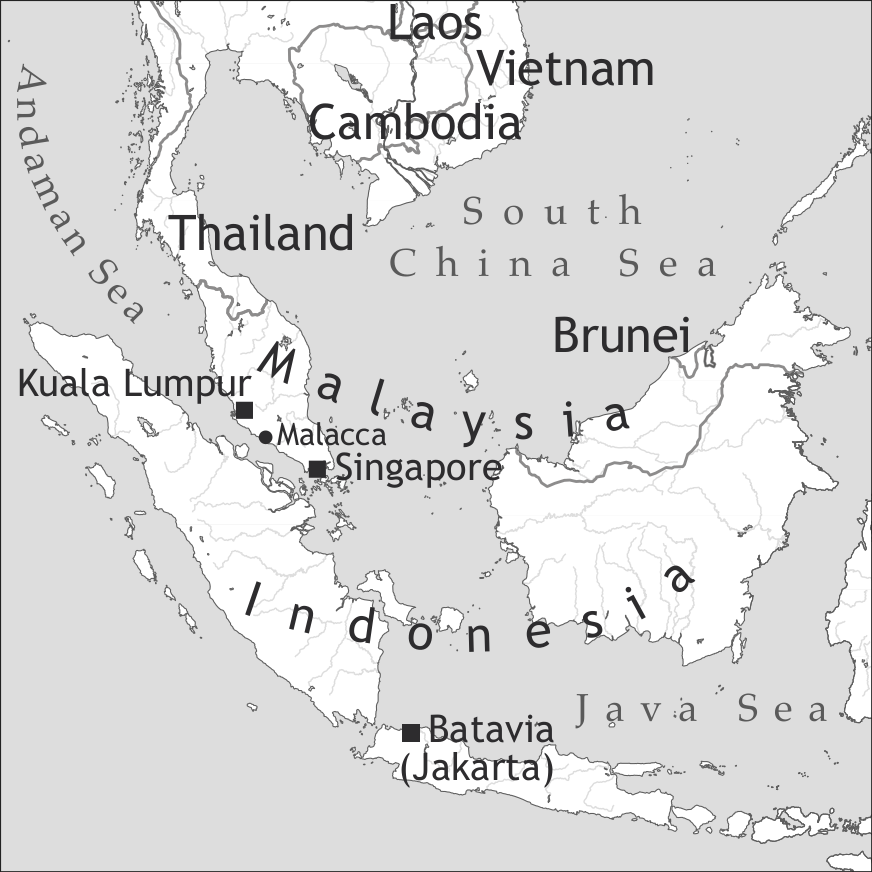 Laos
Vietnam
Cambodia
Andaman Sea
South
China Sea
Thailand
Brunei
Malaysia
Kuala Lumpur
Malacca
Singapore
Indonesia
Java Sea
Batavia
(Jakarta)